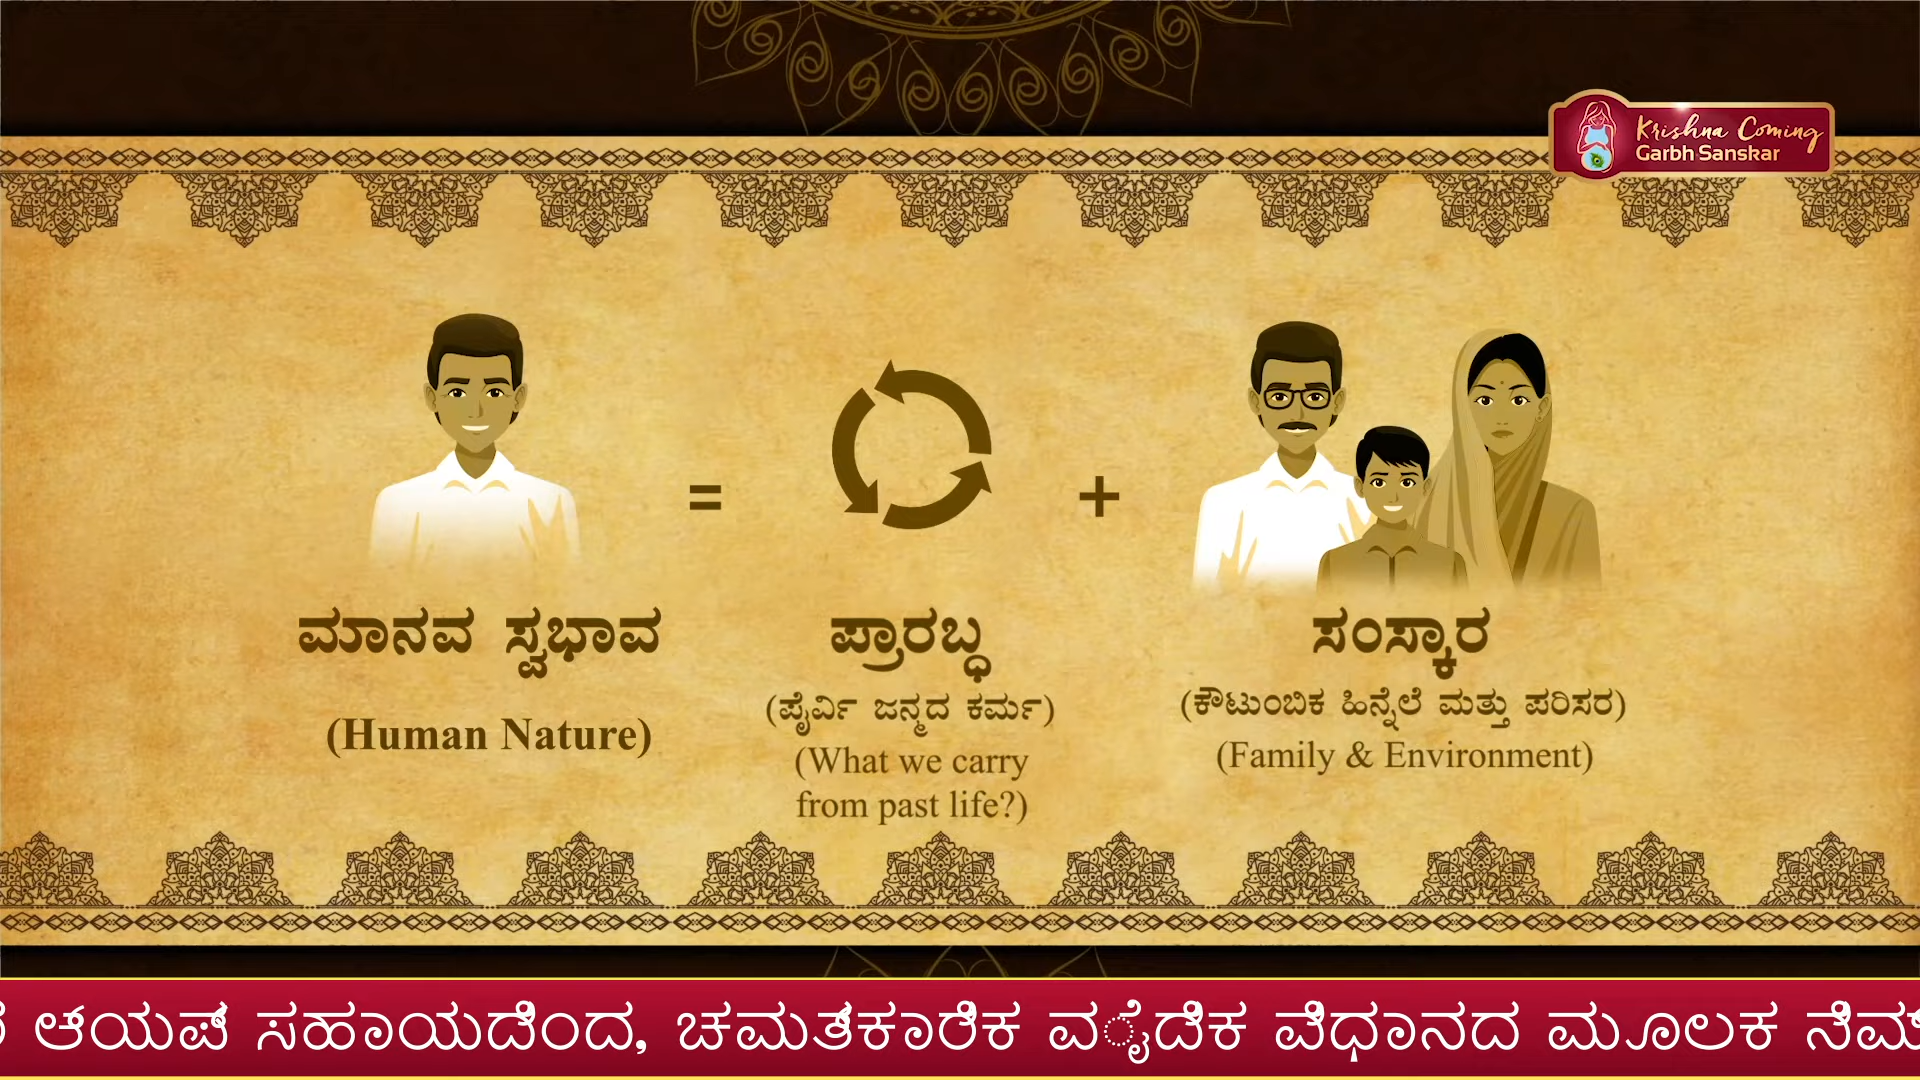 Krishna Coming
Garbh Sanskar
=
+
ಮಾನವ ಸ್ವಭಾವ
(Human Nature)
ಪ್ರಾರಬ್ಧ
(ಪೈರ್ವಿ ಜನ್ಮದ ಕರ್ಮ)
(What we carry
from past life?)
ಸಂಸ್ಕಾರ
(ಕೌಟುಂಬಿಕ ಹಿನ್ನೆಲೆ ಮತ್ತು ಪರಿಸರ)
(Family & Environment)
ಸಹಾಯದಿಂದ, ಚಮತಕಾರಿಕ ವೈದಿಕ ವಿಧಾನದ ಮೂಲಕ